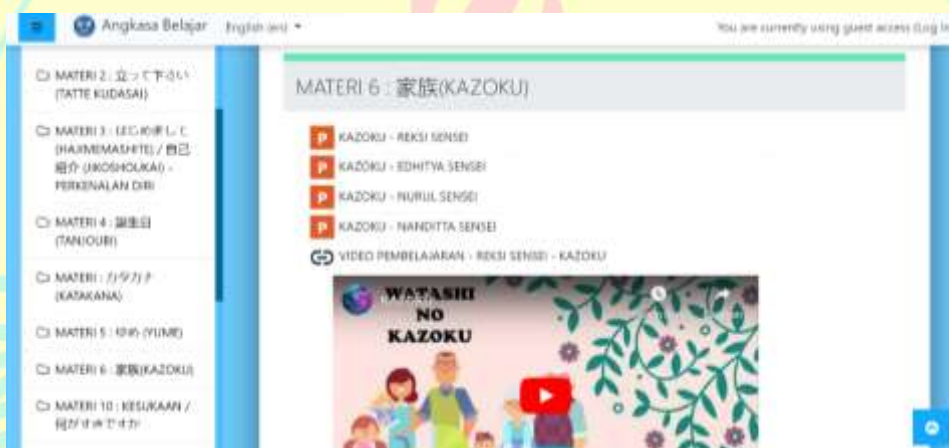 Angkasa Belajar
English (en)
You are currently using guest access (Log in
MATERI 2 : 立って下さい
(TATTE KUDASAI)
MATERI 3 : はじめまして
(HAJIMEMASHITE) / 自己
紹介 (JIKOSHOUKAI) -
PERKENALAN DIRI
MATERI 4 : 誕生日
(TANJOUBI)
MATERI : カタカナ
(KATAKANA)
MATERI 5 : ゆめ (YUME)
MATERI 6 : 家族(KAZOKU)
MATERI 10 : KESUKAAN /
何がすきですか
MATERI 6 : 家族(KAZOKU)
KAZOKU - REKSI SENSEI
KAZOKU - EDHITYA SENSEI
KAZOKU - NURUL SENSEI
KAZOKU - NANDITTA SENSEI
VIDEO PEMBELAJARAN - REKSI SENSEI - KAZOKU
WATASHI
NO
KAZOKU